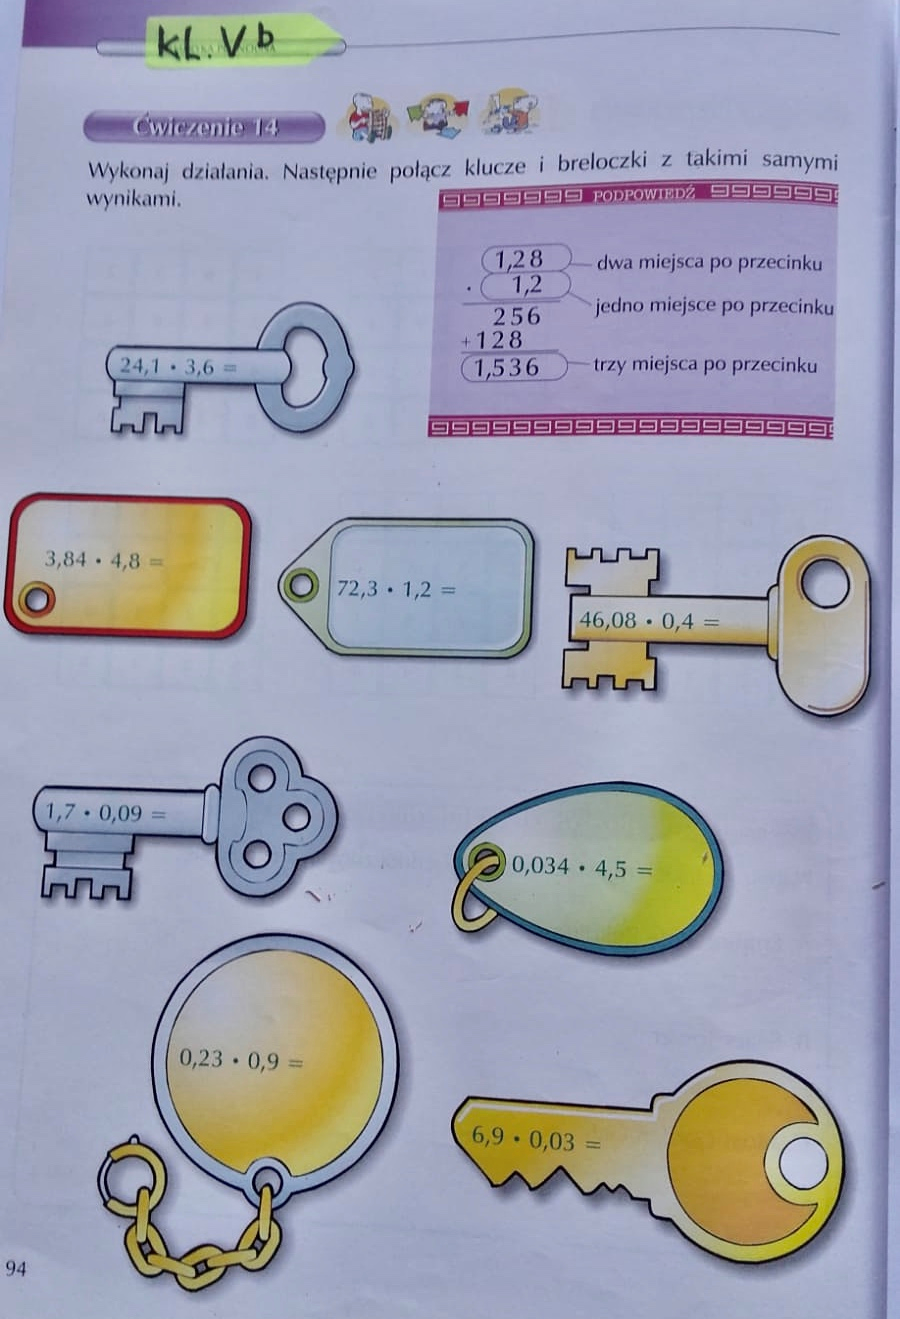 KL. V b
Ćwiczenie 14
Wykonaj działania. Następnie połącz klucze i breloczki z takimi samymi
wynikami.
PODPOWIEDŹ
1,28 dwa miejsca po przecinku
· 1,2 jedno miejsce po przecinku
256
+128
1,536 trzy miejsca po przecinku
24,1 · 3,6 =
3,84 · 4,8 =
72,3 · 1,2 =
46,08 · 0,4 =
1,7 · 0,09 =
0,034 · 4,5 =
0,23 · 0,9 =
6,9 · 0,03 =
94